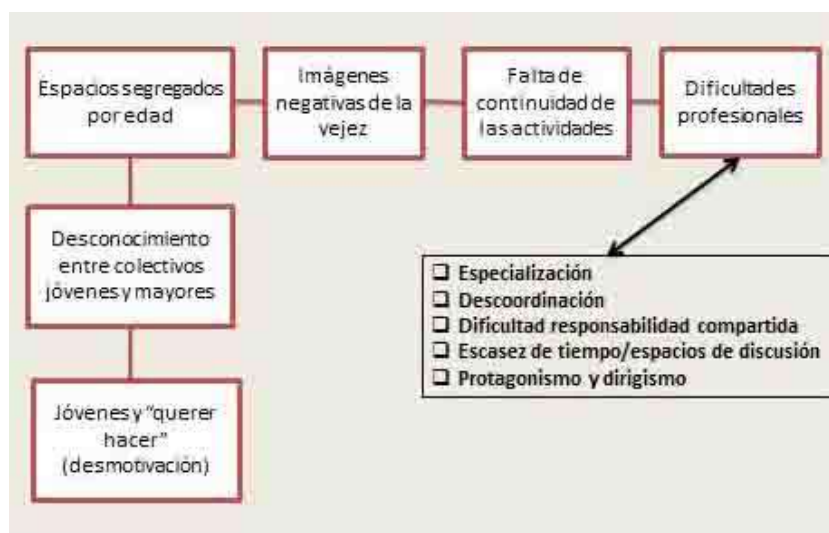 Espacios segregados
por edad
Imágenes
negativas de la
vejez
Falta de
continuidad de
las actividades
Dificultades
profesionales
Desconocimiento
entre colectivos
jóvenes y mayores
Jóvenes y “querer
hacer”
(desmotivación)
❑ Especialización
❑ Descoordinación
❑ Dificultad responsabilidad compartida
❑ Escasez de tiempo/espacios de discusión
❑ Protagonismo y dirigismo